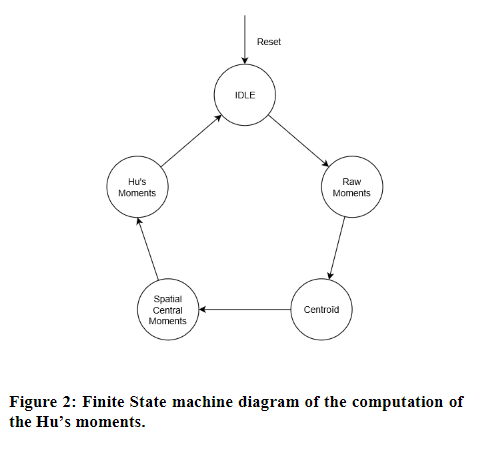 Reset
IDLE
Hu's
Moments
Raw
Moments
Spatial
Central
Moments
Centroid
Figure 2: Finite State machine diagram of the computation of
the Hu’s moments.